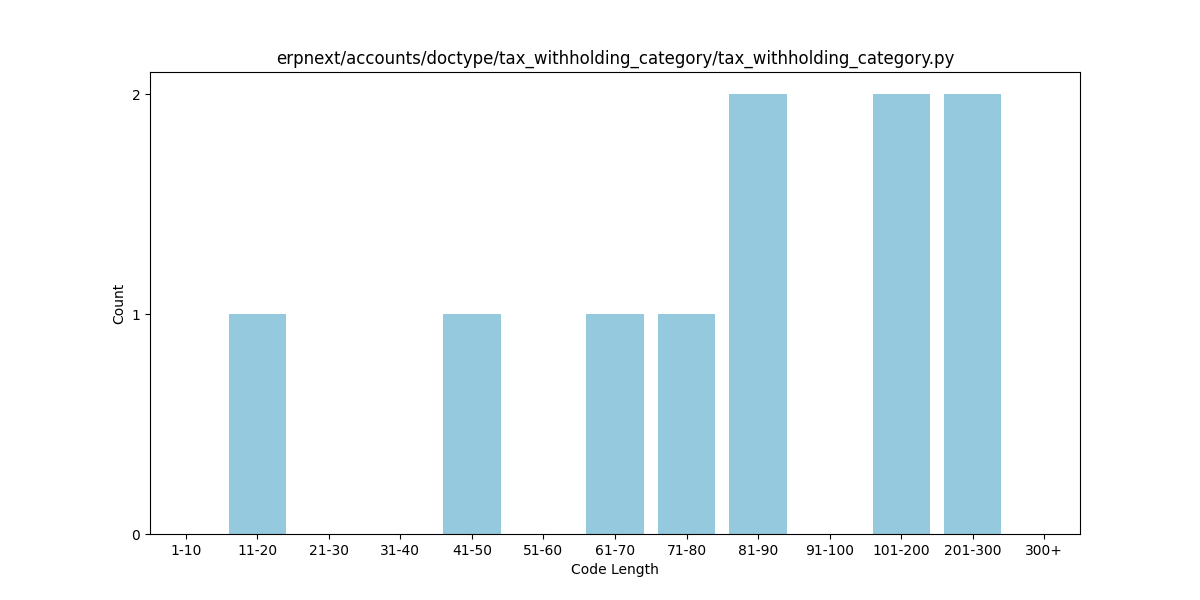 erpnext/accounts/doctype/tax_withholding_category/tax_withholding_category.py
2
1
0
Count
1-10 11-20 21-30 31-40 41-50 51-60 61-70 71-80 81-90 91-100 101-200 201-300 300+
Code Length